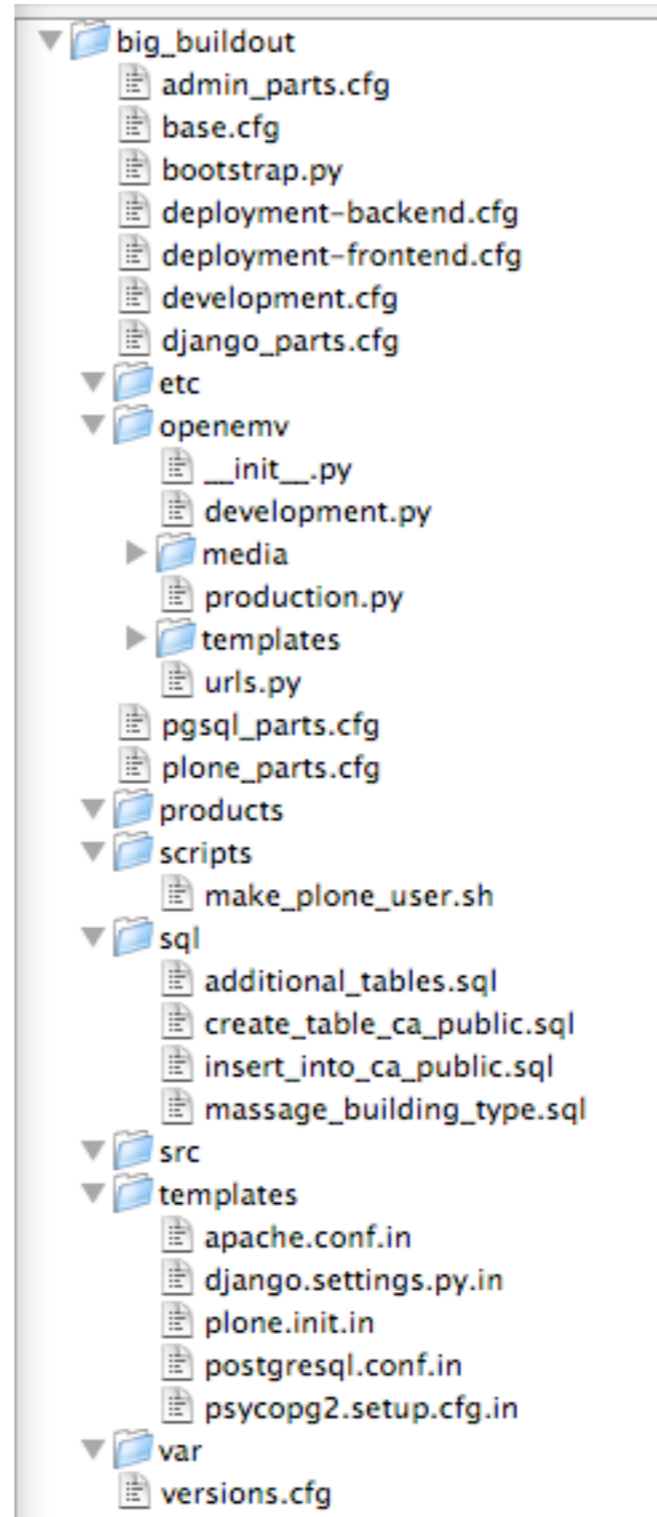 big_buildout
admin_parts.cfg
base.cfg
bootstrap.py
deployment-backend.cfg
deployment-frontend.cfg
development.cfg
django_parts.cfg
etc
openemv
__init__.py
development.py
media
production.py
templates
urls.py
pgsql_parts.cfg
plone_parts.cfg
products
scripts
make_plone_user.sh
sql
additional_tables.sql
create_table_ca_public.sql
insert_into_ca_public.sql
massage_building_type.sql
src
templates
apache.conf.in
django.settings.py.in
plone.init.in
postgresql.conf.in
psycopg2.setup.cfg.in
var
versions.cfg